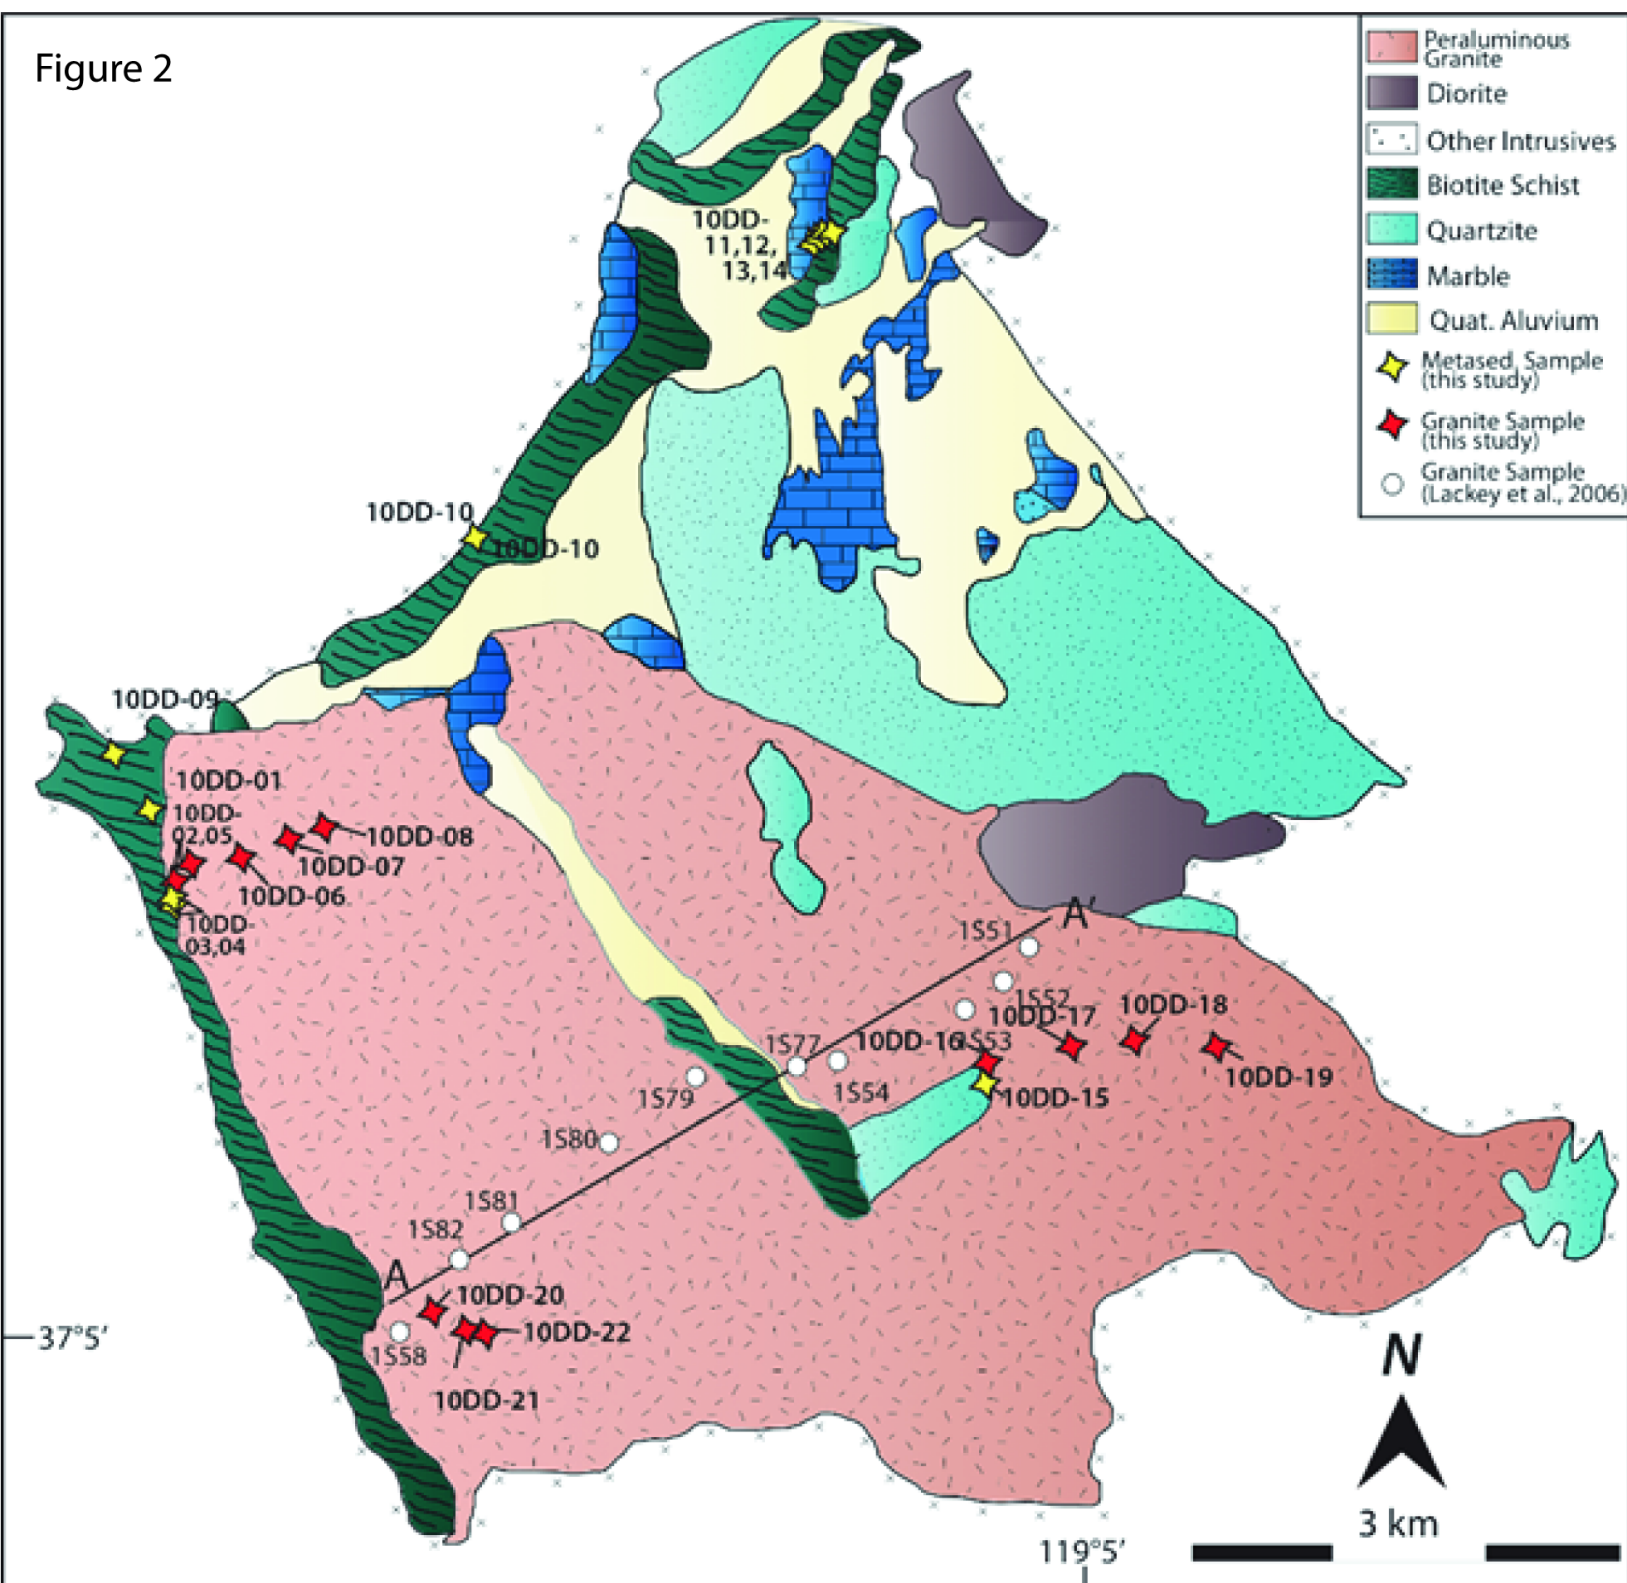 Figure 2
Peraluminous
Granite
Diorite
Other Intrusives
Biotite Schist
Quartzite
Marble
Quat. Aluvium
Metased. Sample
(this study)
Granite Sample
(this study)
Granite Sample
(Lackey et al., 2006)
10DD-
11,12,
13,14
10DD-10
10DD-10
10DD-09
10DD-01
10DD-
02,05
10DD-08
10DD-07
10DD-06
10DD-
03,04
A'
1S51
1S52
10DD-18
10DD-17
1S77
10DD-16
1S53
10DD-19
1S79
1S54
10DD-15
1S80
1S81
1S82
A
10DD-20
10DD-22
1S58
10DD-21
37°5'
N
3 km
119°5'